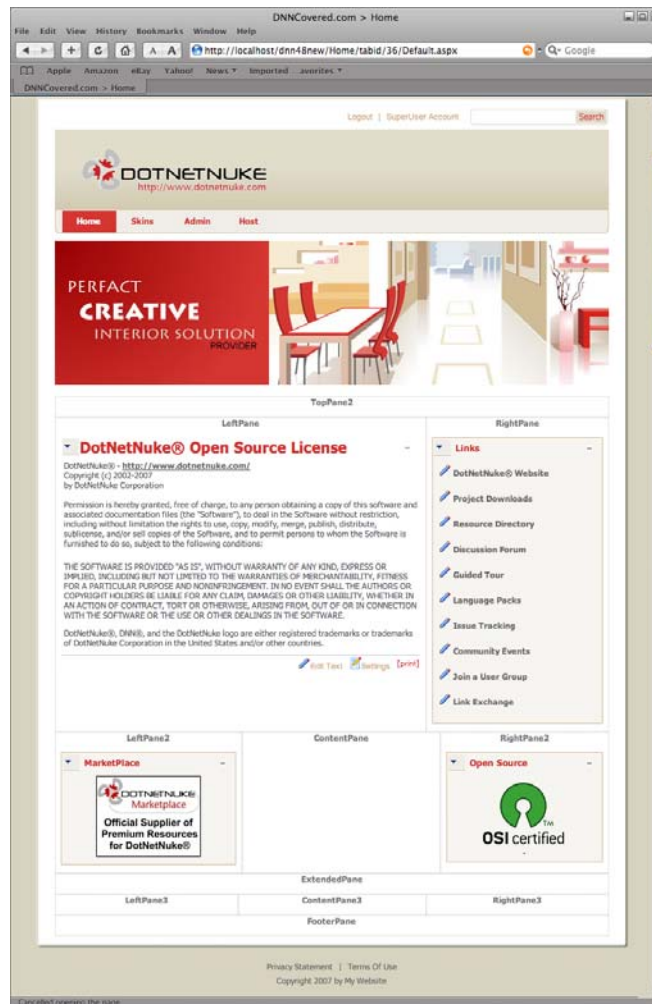 DNNCovered.com > Home
File Edit View History Bookmarks Window Help
A A http://localhost/dnn48new/Home/tabid/36/Default.aspx Google
Apple Amazon eBay Yahoo! News Imported avorites
DNNCovered.com > Home
Logout | SuperUser Account Search
DOTNETNUKE
http://www.dotnetnuke.com
Home Skins Admin Host
PERFACT
CREATIVE
INTERIOR SOLUTION
PROVIDER
TopPane2
LeftPane RightPane
DotNetNuke® Open Source License
DotNetNuke® - http://www.dotnetnuke.com/
Copyright (c) 2002-2007
by DotNetNuke Corporation
Permission is hereby granted, free of charge, to any person obtaining a copy of this software and
associated documentation files (the "Software"), to deal in the Software without restriction,
including without limitation the rights to use, copy, modify, merge, publish, distribute,
sublicense, and/or sell copies of the Software, and to permit persons to whom the Software is
furnished to do so, subject to the following conditions:
THE SOFTWARE IS PROVIDED "AS IS", WITHOUT WARRANTY OF ANY KIND, EXPRESS OR
IMPLIED, INCLUDING BUT NOT LIMITED TO THE WARRANTIES OF MERCHANTABILITY, FITNESS
FOR A PARTICULAR PURPOSE AND NONINFRINGEMENT. IN NO EVENT SHALL THE AUTHORS OR
COPYRIGHT HOLDERS BE LIABLE FOR ANY CLAIM, DAMAGES OR OTHER LIABILITY, WHETHER IN
AN ACTION OF CONTRACT, TORT OR OTHERWISE, ARISING FROM, OUT OF OR IN CONNECTION
WITH THE SOFTWARE OR THE USE OR OTHER DEALINGS IN THE SOFTWARE.
DotNetNuke®, DNN®, and the DotNetNuke logo are either registered trademarks or trademarks
of DotNetNuke Corporation in the United States and/or other countries.
Edit Text Settings [print]
Links
DotNetNuke® Website
Project Downloads
Resource Directory
Discussion Forum
Guided Tour
Language Packs
Issue Tracking
Community Events
Join a User Group
Link Exchange
LeftPane2 ContentPane RightPane2
MarketPlace
DOTNETNUKE
Marketplace
Official Supplier of
Premium Resources
for DotNetNuke®
Open Source
TM
OSI certified
ExtendedPane
LeftPane3 ContentPane3 RightPane3
FooterPane
Privacy Statement | Terms Of Use
Copyright 2007 by My Website
Cancelled opening the page